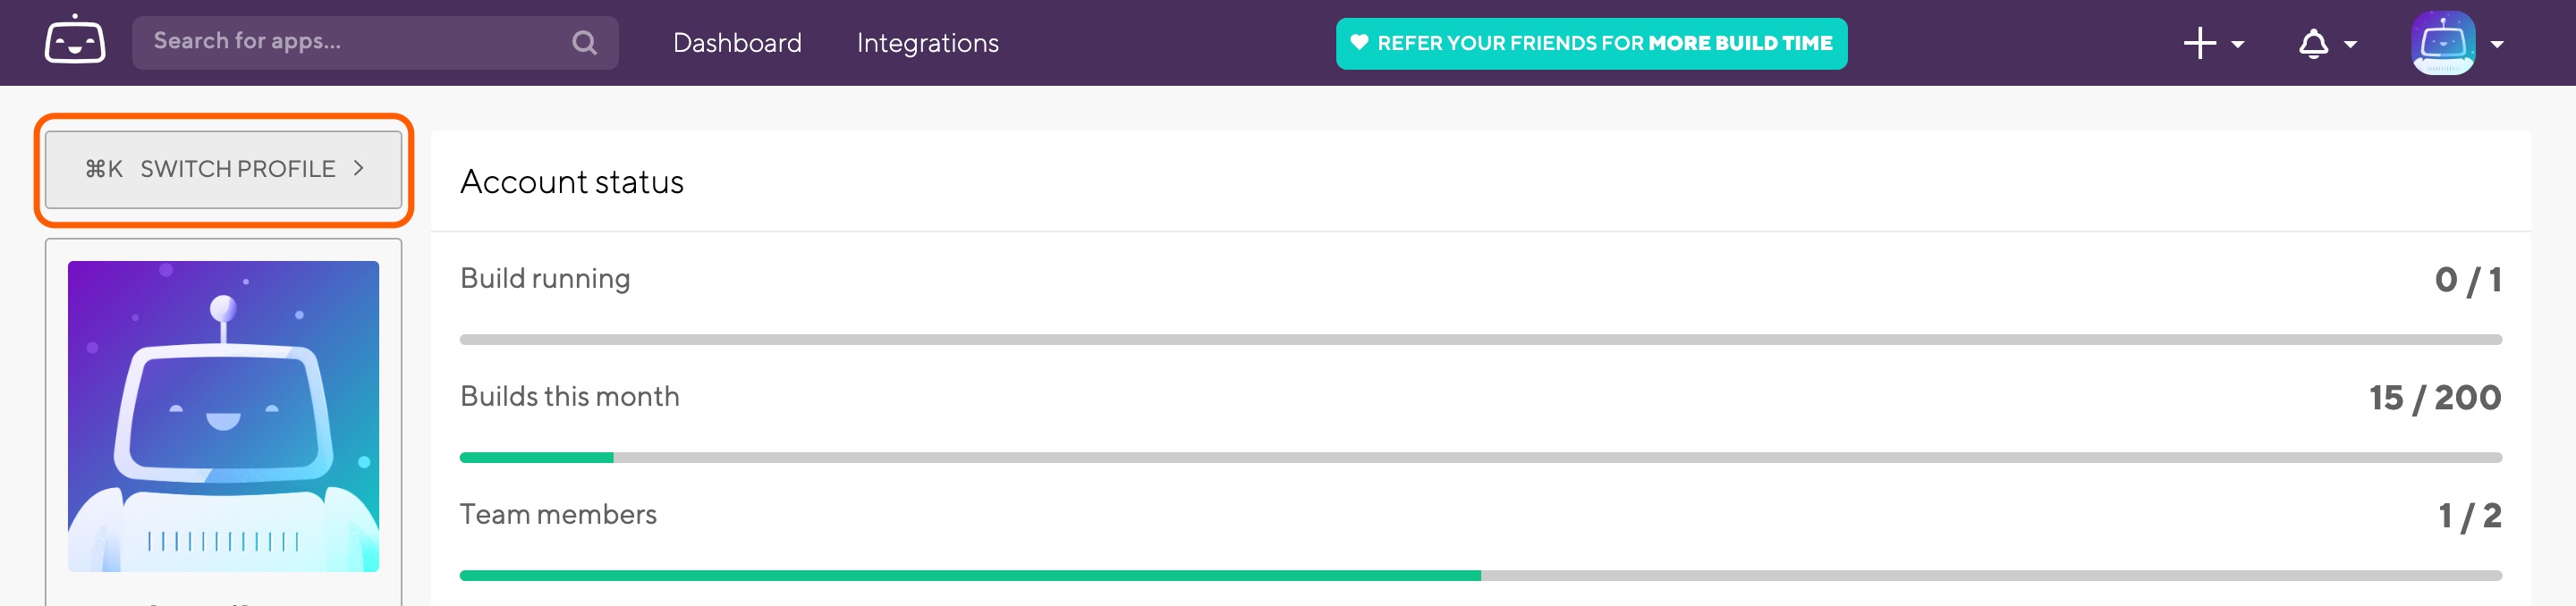 Search for apps...
Dashboard
Integrations
REFER YOUR FRIENDS FOR MORE BUILD TIME
⌘K SWITCH PROFILE >
Account status
Build running
0 / 1
Builds this month
15 / 200
Team members
1 / 2